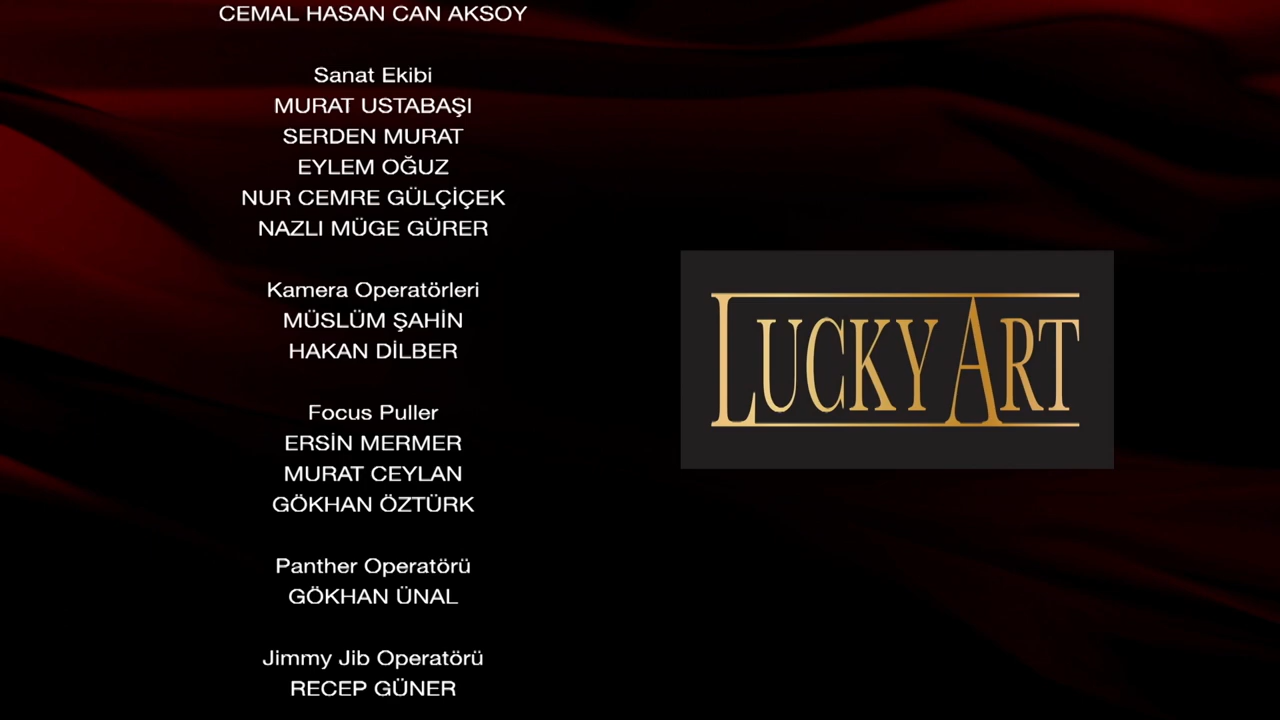 CEMAL HASAN CAN AKSOY
Sanat Ekibi
MURAT USTABAŞI
SERDEN MURAT
EYLEM OĞUZ
NUR CEMRE GÜLÇİÇEK
NAZLI MÜGE GÜRER
Kamera Operatörleri
MÜSLÜM ŞAHİN
HAKAN DİLBER
Focus Puller
ERSİN MERMER
MURAT CEYLAN
GÖKHAN ÖZTÜRK
Panther Operatörü
GÖKHAN ÜNAL
Jimmy Jib Operatörü
RECEP GÜNER
LUCKY ART